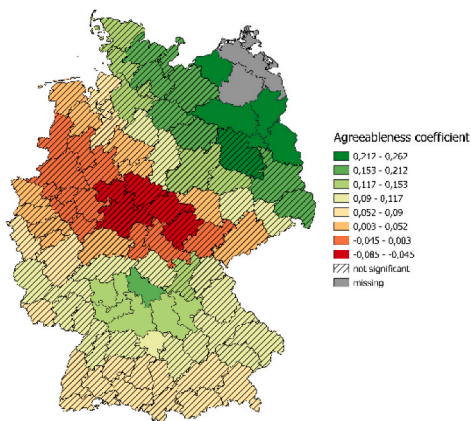 Agreeableness coefficient
0,212 - 0,262
0,153 - 0,212
0,117 - 0,153
0,09 - 0,117
0,052 - 0,09
0,003 - 0,052
-0,045 - 0,003
-0,085 - -0,045
not significant
missing